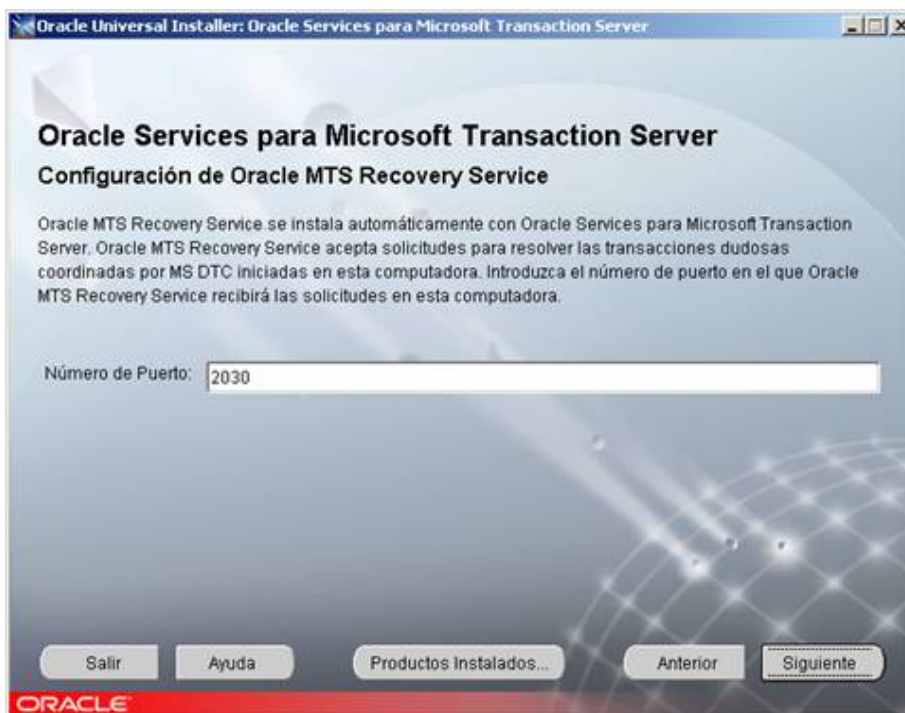 Oracle Universal Installer: Oracle Services para Microsoft Transaction Server
Oracle Services para Microsoft Transaction Server
Configuración de Oracle MTS Recovery Service
Oracle MTS Recovery Service se instala automáticamente con Oracle Services para Microsoft Transaction
Server. Oracle MTS Recovery Service acepta solicitudes para resolver las transacciones dudosas
coordinadas por MS DTC iniciadas en esta computadora. Introduzca el número de puerto en el que Oracle
MTS Recovery Service recibirá las solicitudes en esta computadora.
Número de Puerto: 2030
Salir Ayuda Productos Instalados... Anterior Siguiente
ORACLE